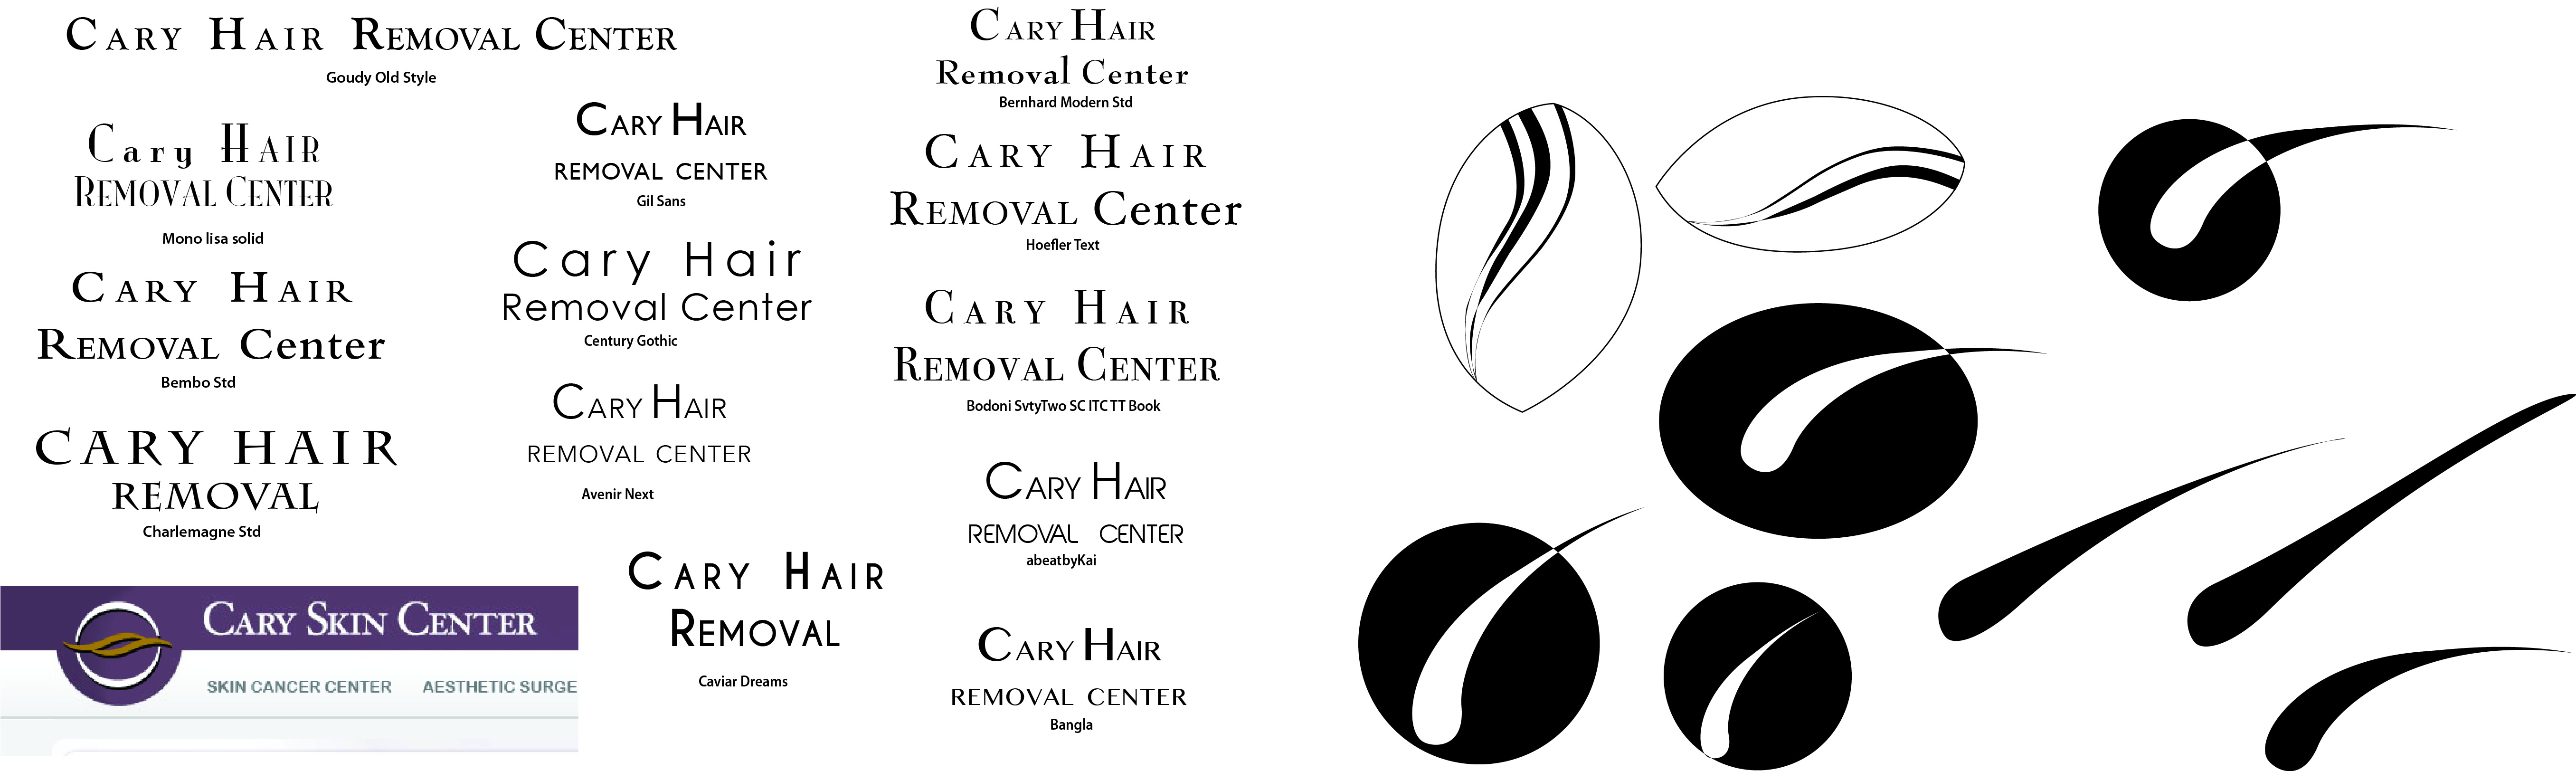 CARY HAIR REMOVAL CENTER
Goudy Old Style
Cary HAIR
REMOVAL CENTER
Mono lisa solid
CARY HAIR
REMOVAL Center
Bembo Std
CARY HAIR
REMOVAL
Charlemagne Std
CARY SKIN CENTER
SKIN CANCER CENTER AESTHETIC SURGE
CARY HAIR
REMOVAL CENTER
Gil Sans
Cary Hair
Removal Center
Century Gothic
CARY HAIR
REMOVAL CENTER
Avenir Next
CARY HAIR
REMOVAL
Caviar Dreams
CARY HAIR
Removal Center
Bernhard Modern Std
CARY HAIR
REMOVAL Center
Hoefler Text
CARY HAIR
REMOVAL CENTER
Bodoni SvtyTwo SC ITC TT Book
CARY HAIR
REMOVAL CENTER
abeatbyKai
CARY HAIR
REMOVAL CENTER
Bangla